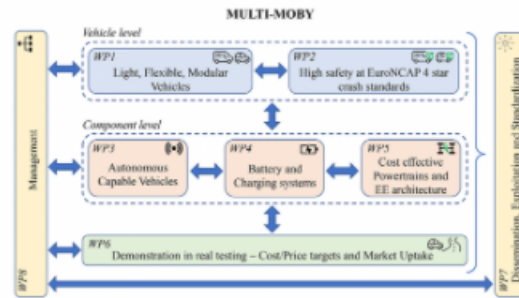 MULTI-MOBY
Vehicle level
WP1
Light, Flexible, Modular
Vehicles
WP2
High safety at EuroNCAP 4 star
crash standards
Component level
WP3
Autonomous
Capable Vehicles
WP4
Battery and
Charging systems
WP5
Cost effective
Powertrains and
EE architecture
WP6
Demonstration in real testing – Cost/Price targets and Market Uptake
Management
WP8
Dissemination, Exploitation and Standardization
WP7